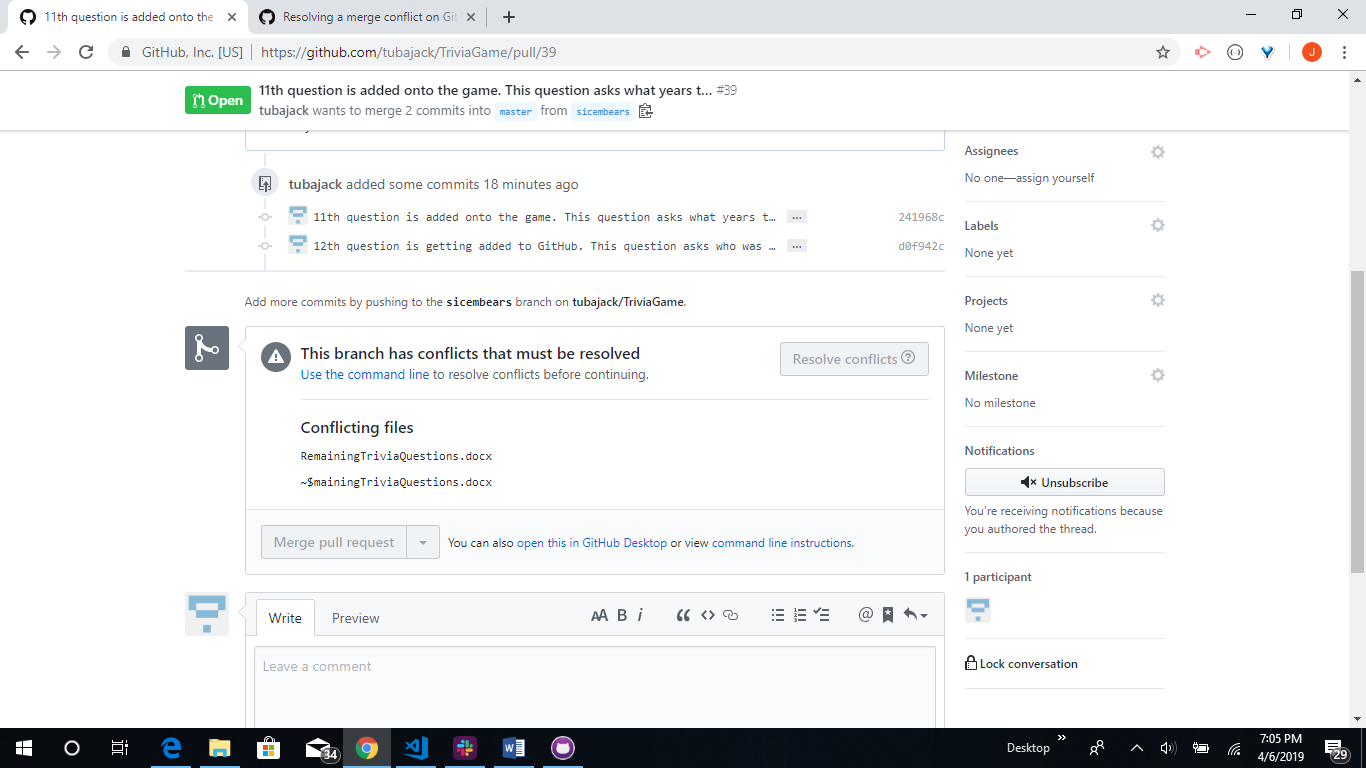 11th question is added onto the
Resolving a merge conflict on Git
GitHub, Inc. [US] https://github.com/tubajack/TriviaGame/pull/39
J
Open
11th question is added onto the game. This question asks what years t... #39
tubajack wants to merge 2 commits into master from sicembears
tubajack added some commits 18 minutes ago
11th question is added onto the game. This question asks what years t… ... 241968c
12th question is getting added to GitHub. This question asks who was … ... d0f942c
Add more commits by pushing to the sicembears branch on tubajack/TriviaGame.
This branch has conflicts that must be resolved
Use the command line to resolve conflicts before continuing.
Resolve conflicts ?
Conflicting files
RemainingTriviaQuestions.docx
~$mainingTriviaQuestions.docx
Merge pull request
You can also open this in GitHub Desktop or view command line instructions.
Write Preview
AA B i
Leave a comment
Assignees
No one—assign yourself
Labels
None yet
Projects
None yet
Milestone
No milestone
Notifications
Unsubscribe
You're receiving notifications because
you authored the thread.
1 participant
Lock conversation
34
Desktop
7:05 PM
4/6/2019
29